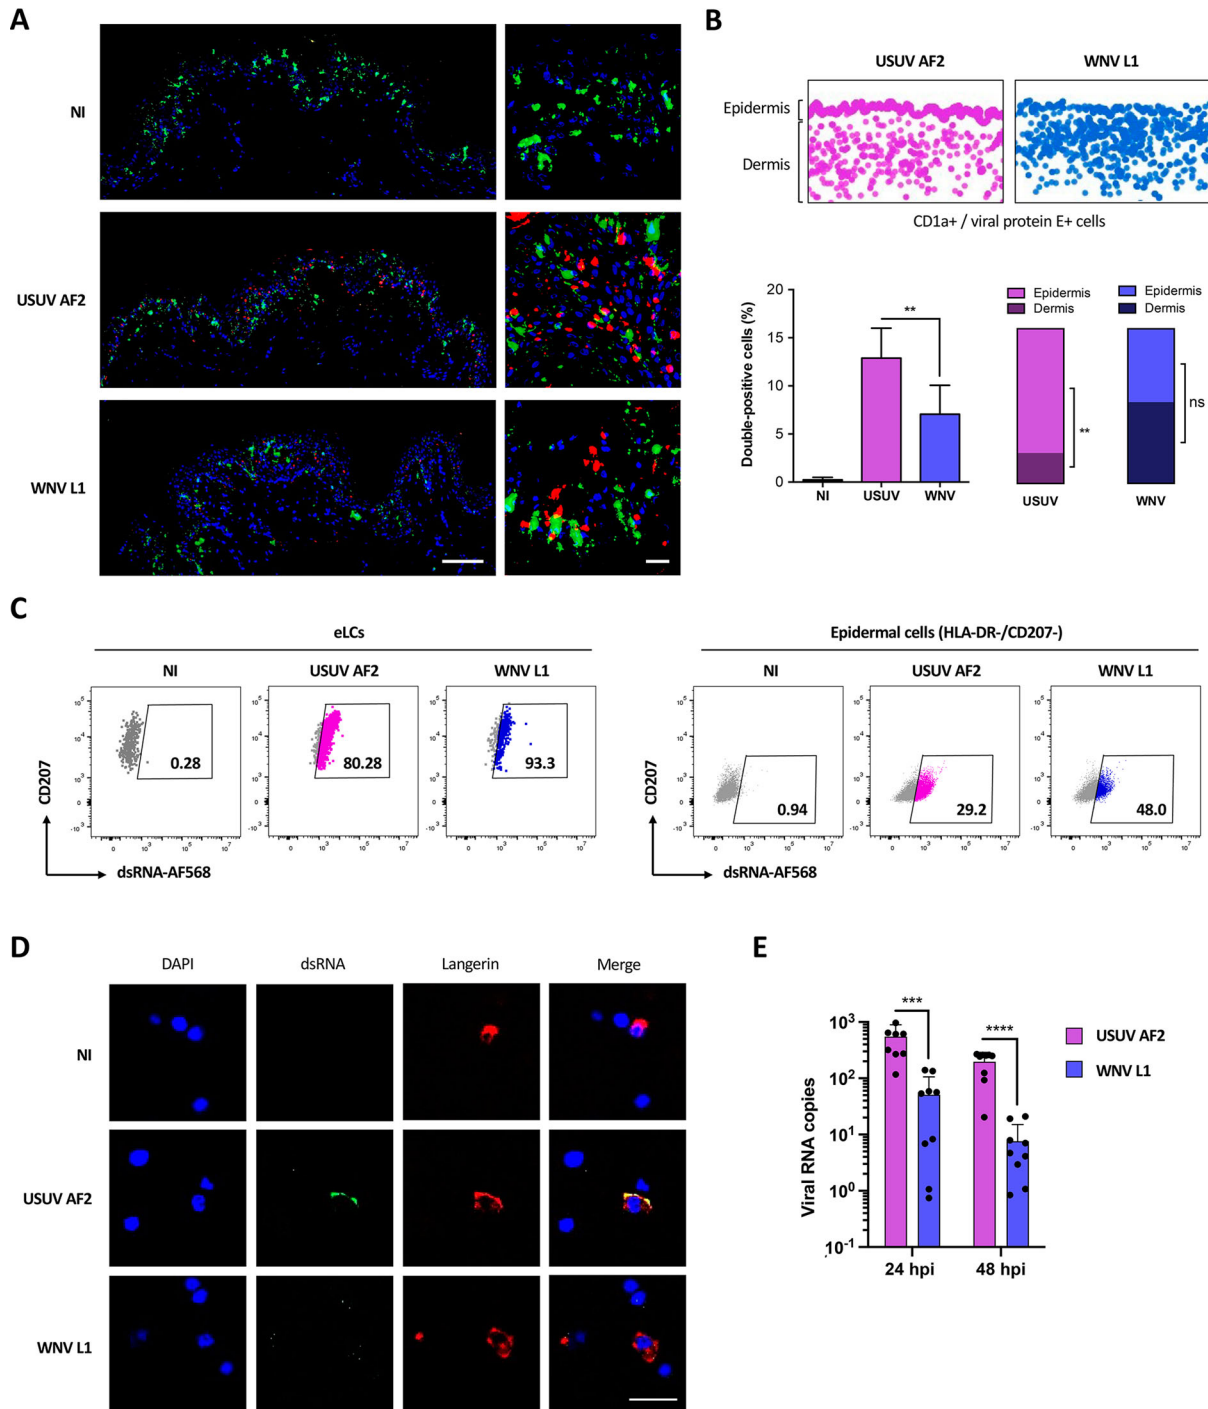 A
NI
USUV AF2
WNV L1
B
USUV AF2 WNV L1
Epidermis
Dermis
CD1a+ / viral protein E+ cells
Double-positive cells (%)
20
15
10
5
0
**
NI USUV WNV
Epidermis
Dermis
Epidermis
Dermis
**
ns
USUV
WNV
C
eLCs
NI USUV AF2 WNV L1
0.28 80.28 93.3
CD207
dsRNA-AF568
Epidermal cells (HLA-DR-/CD207-)
NI USUV AF2 WNV L1
0.94 29.2 48.0
CD207
dsRNA-AF568
D
DAPI dsRNA Langerin Merge
NI
USUV AF2
WNV L1
E
Viral RNA copies
10³
10²
10¹
10⁰
10⁻¹
***
****
24 hpi 48 hpi
USUV AF2
WNV L1